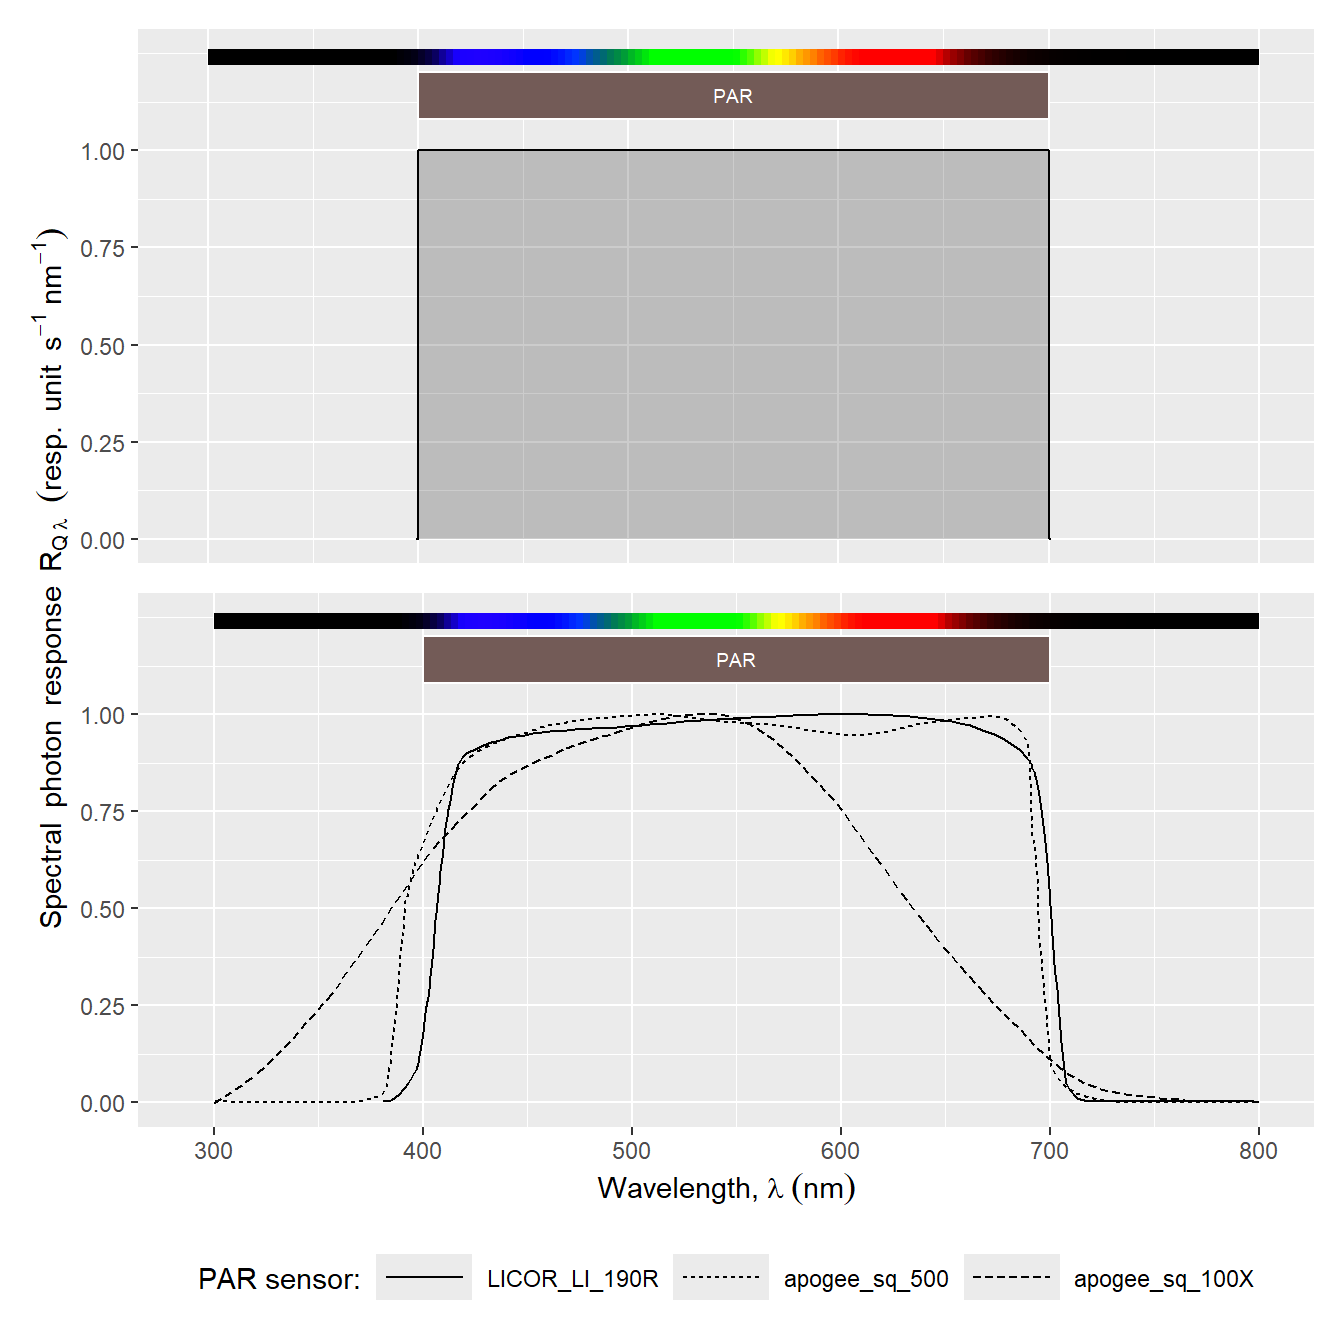 PAR
1.00
0.75
0.50
0.25
0.00
Spectral photon response R_Q λ (resp. unit s⁻¹ nm⁻¹)
PAR
1.00
0.75
0.50
0.25
0.00
300 400 500 600 700 800
Wavelength, λ (nm)
PAR sensor: LICOR_LI_190R apogee_sq_500 apogee_sq_100X